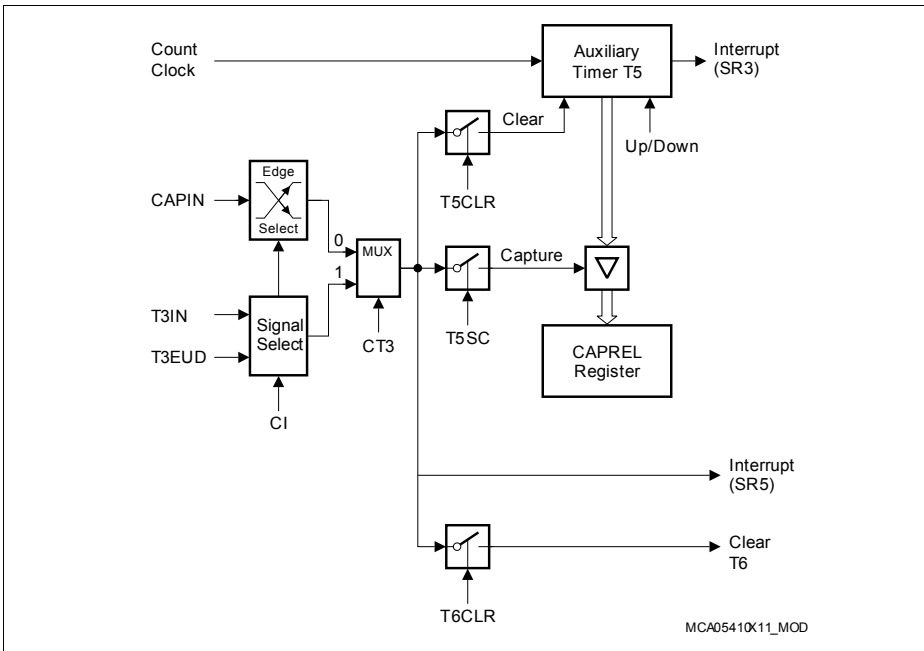 Count
Clock
Auxiliary
Timer T5
Interrupt
(SR3)
Clear
Up/Down
T5CLR
Edge
Select
CAPIN
0
MUX
1
Capture
T3IN
T3EUD
Signal
Select
CT3
T5SC
CAPREL
Register
CI
Interrupt
(SR5)
Clear
T6
T6CLR
MCA05410X11_MOD